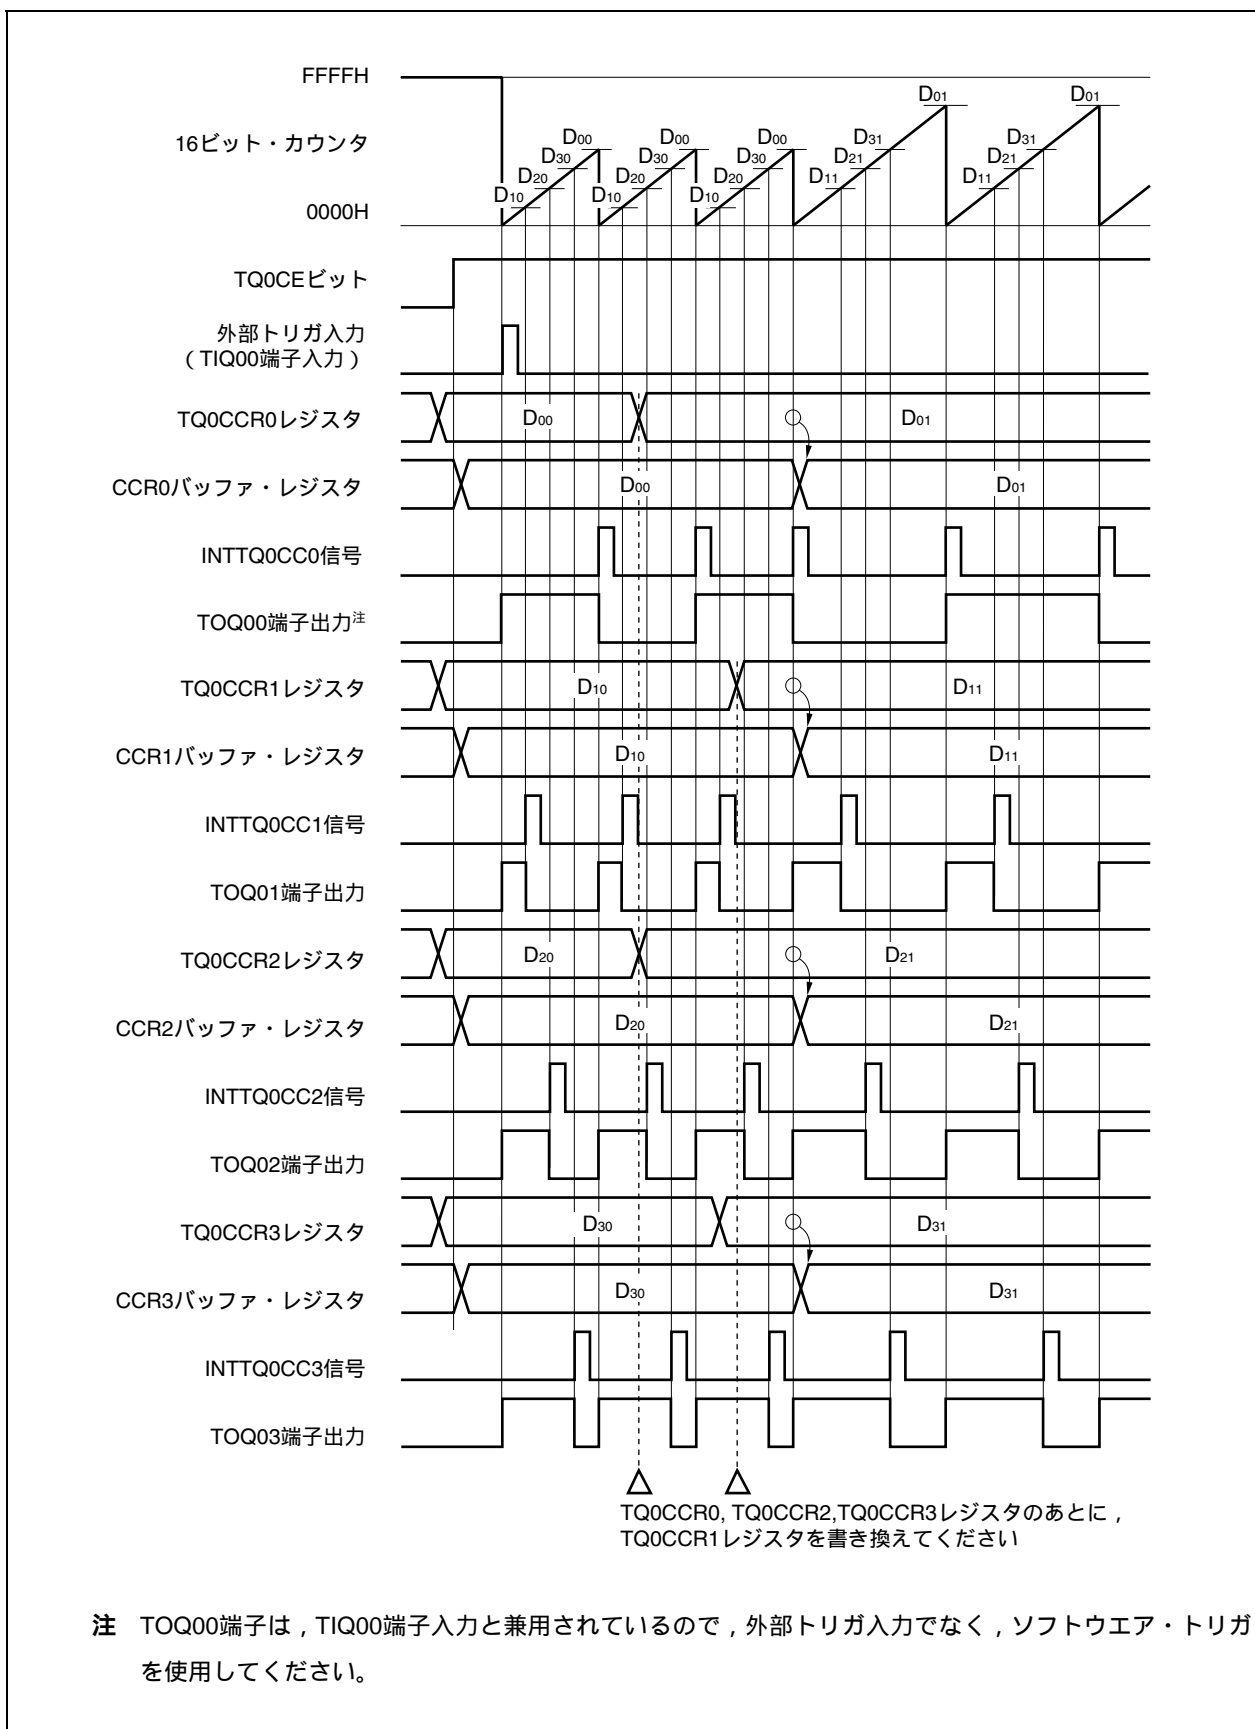 FFFFH
D01 D01
16ビット・カウンタ D00 D00 D00 D31 D31
D30 D30 D30 D21 D21
D20 D20 D20 D11 D11
D10 D10 D10
0000H
TQ0CEビット
外部トリガ入力
（TIQ00端子入力）
TQ0CCR0レジスタ D00 D01
CCR0バッファ・レジスタ D00 D01
INTTQ0CC0信号
TOQ00端子出力注
TQ0CCR1レジスタ D10 D11
CCR1バッファ・レジスタ D10 D11
INTTQ0CC1信号
TOQ01端子出力
TQ0CCR2レジスタ D20 D21
CCR2バッファ・レジスタ D20 D21
INTTQ0CC2信号
TOQ02端子出力
TQ0CCR3レジスタ D30 D31
CCR3バッファ・レジスタ D30 D31
INTTQ0CC3信号
TOQ03端子出力
TQ0CCR0, TQ0CCR2,TQ0CCR3レジスタのあとに，
TQ0CCR1レジスタを書き換えてください
注 TOQ00端子は，TIQ00端子入力と兼用されているので，外部トリガ入力でなく，ソフトウエア・トリガ
を使用してください。